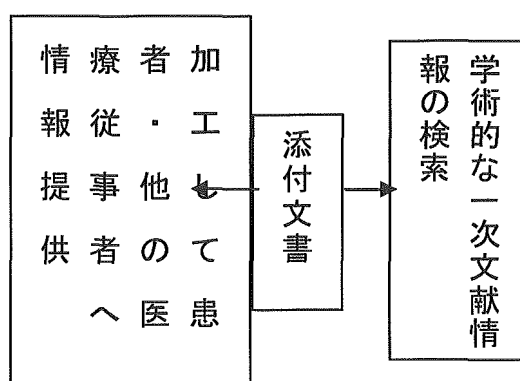 加工して患
者・他の医
療従事者へ
情報提供
添付文書
学術的な一次文献情
報の検索